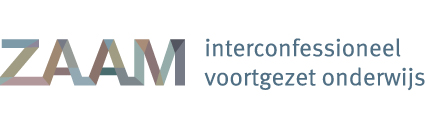 ZAAM
interconfessioneel
voortgezet onderwijs